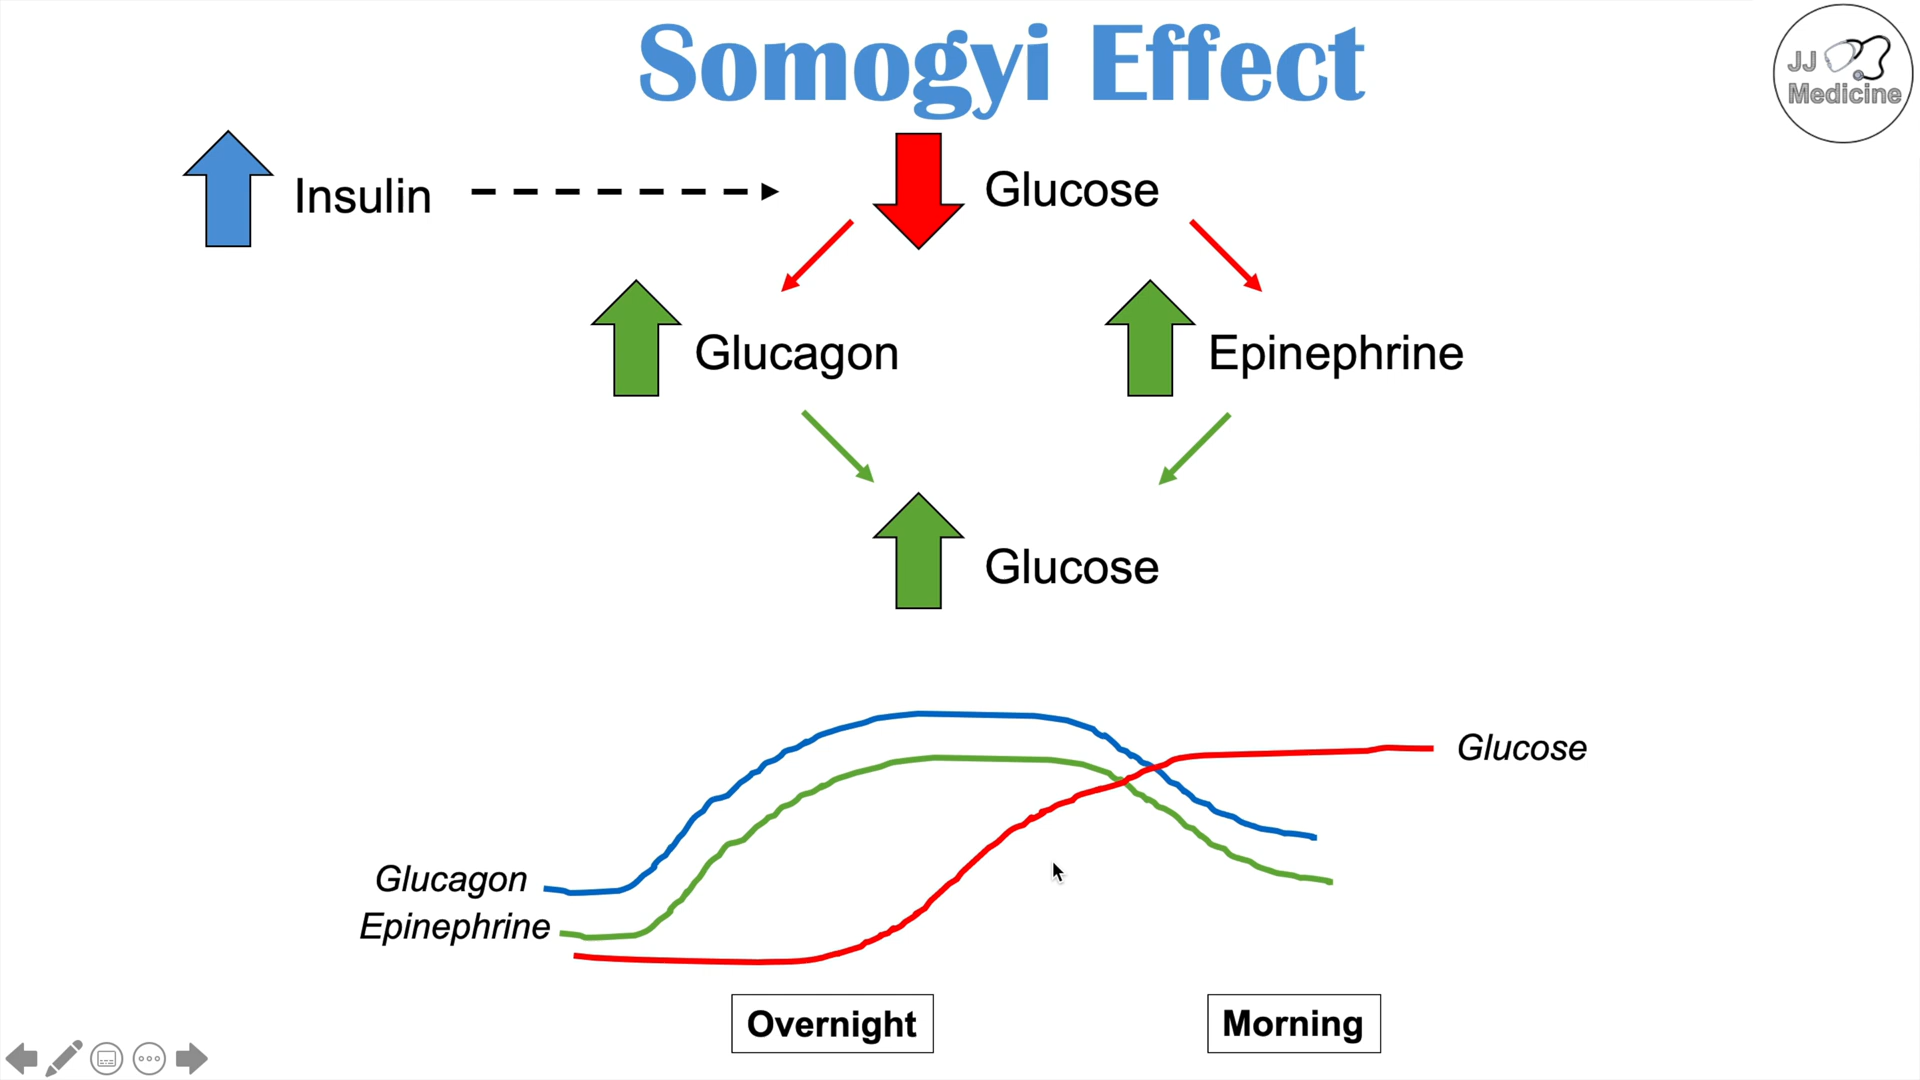 Somogyi Effect
JJ
Medicine
Insulin
Glucose
Glucagon
Epinephrine
Glucose
Glucose
Glucagon
Epinephrine
Overnight
Morning